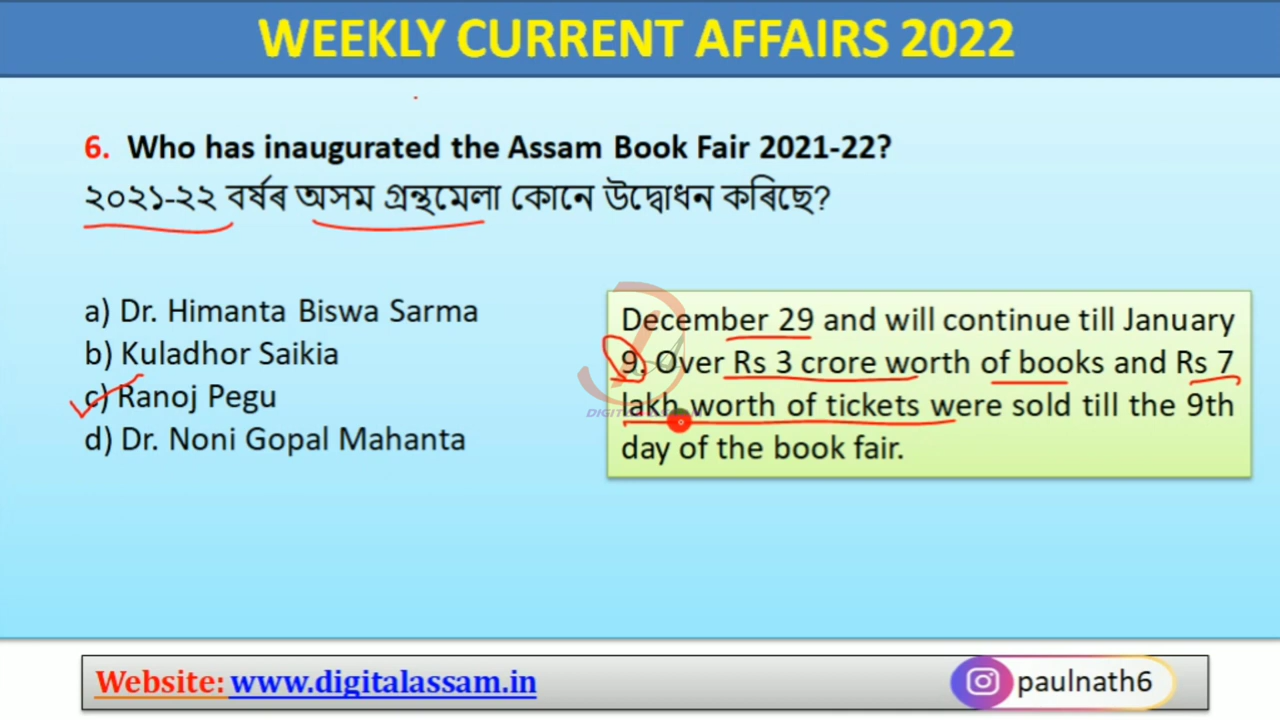 WEEKLY CURRENT AFFAIRS 2022
6. Who has inaugurated the Assam Book Fair 2021-22?
২০২১-২২ বৰ্ষৰ অসম গ্ৰন্থমেলা কোনে উদ্বোধন কৰিছে?
a) Dr. Himanta Biswa Sarma
b) Kuladhor Saikia
c) Ranoj Pegu
d) Dr. Noni Gopal Mahanta
December 29 and will continue till January
9. Over Rs 3 crore worth of books and Rs 7
lakh worth of tickets were sold till the 9th
day of the book fair.
Website: www.digitalassam.in
paulnath6